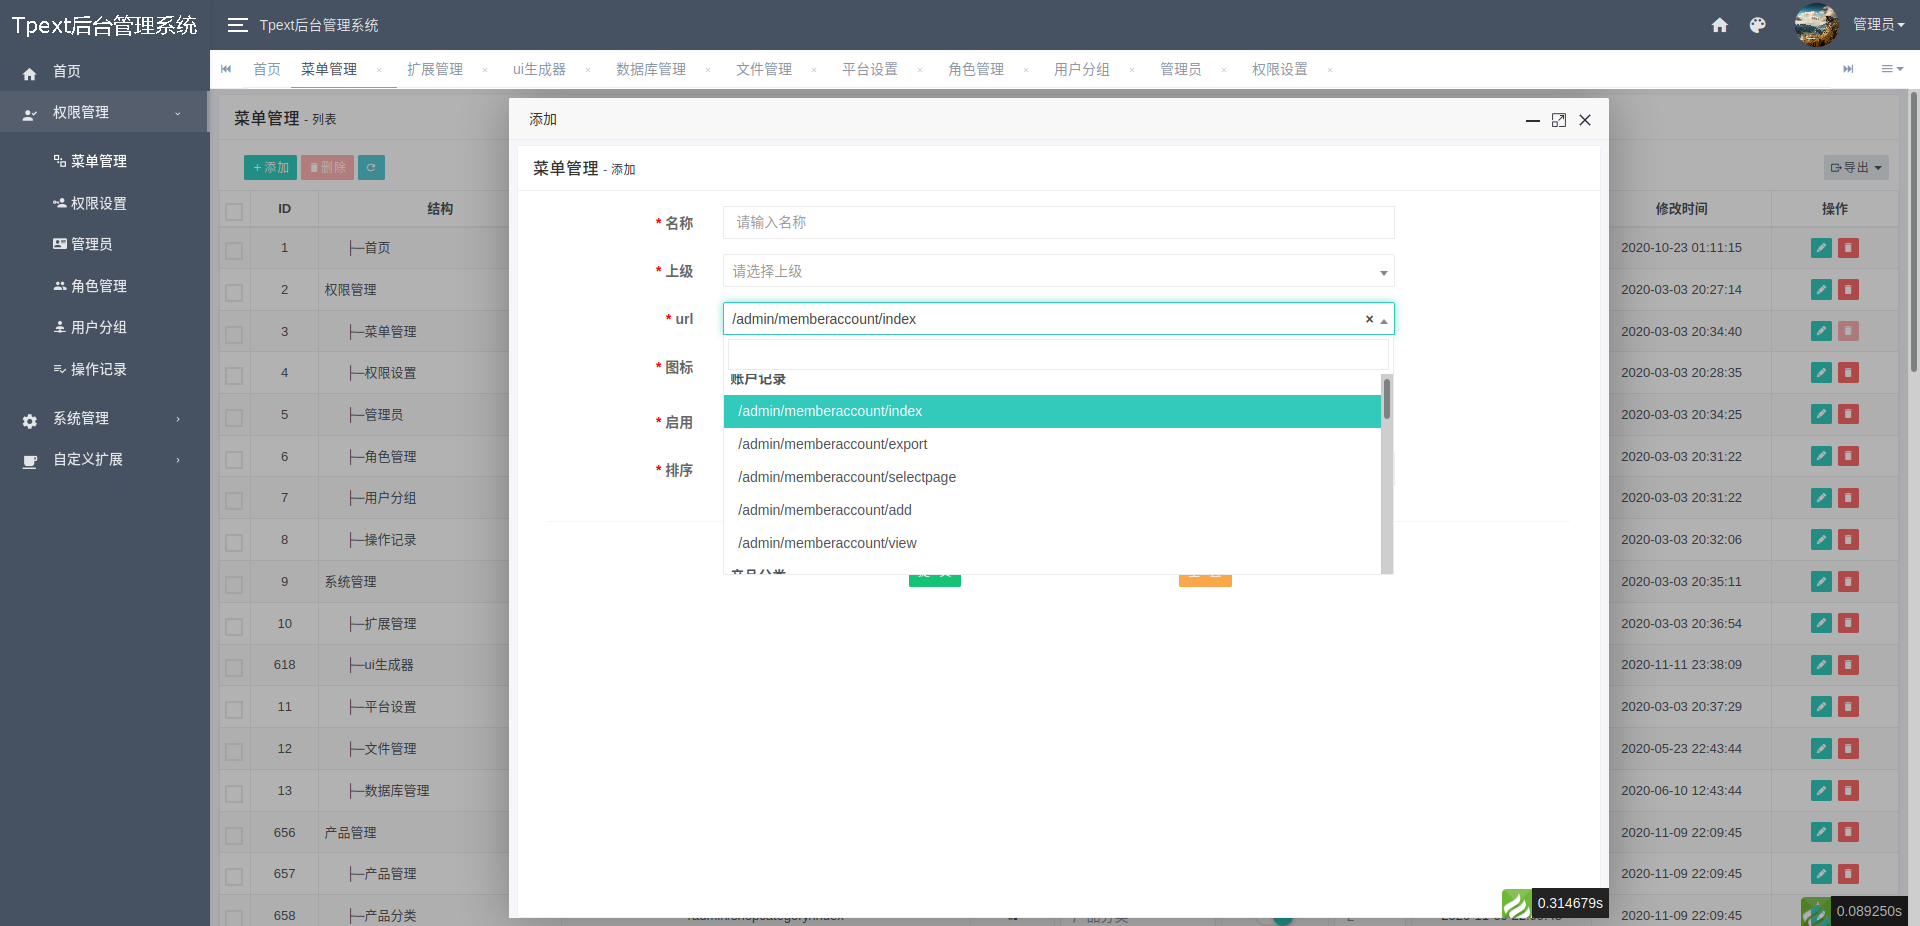 Tpext后台管理系统
Tpext后台管理系统
管理员
首页
权限管理
菜单管理
权限设置
管理员
角色管理
用户分组
操作记录
系统管理
自定义扩展
首页 菜单管理 × 扩展管理 × ui生成器 × 数据库管理 × 文件管理 × 平台设置 × 角色管理 × 用户分组 × 管理员 × 权限设置 ×
菜单管理 - 列表
+ 添加 删除
导出
ID 结构 修改时间 操作
1 ├─首页 2020-10-23 01:11:15
2 权限管理 2020-03-03 20:27:14
3 ├─菜单管理 2020-03-03 20:34:40
4 ├─权限设置 2020-03-03 20:28:35
5 ├─管理员 2020-03-03 20:34:25
6 ├─角色管理 2020-03-03 20:31:22
7 ├─用户分组 2020-03-03 20:31:22
8 ├─操作记录 2020-03-03 20:32:06
9 系统管理 2020-03-03 20:35:11
10 ├─扩展管理 2020-03-03 20:36:54
618 ├─ui生成器 2020-11-11 23:38:09
11 ├─平台设置 2020-03-03 20:37:29
12 ├─文件管理 2020-05-23 22:43:44
13 ├─数据库管理 2020-06-10 12:43:44
656 产品管理 2020-11-09 22:09:45
657 ├─产品管理 2020-11-09 22:09:45
658 ├─产品分类 2020-11-09 22:09:45
添加
菜单管理 - 添加
* 名称 请输入名称
* 上级 请选择上级
* url /admin/memberaccount/index ×
* 图标
* 启用
* 排序
账户记录
/admin/memberaccount/index
/admin/memberaccount/export
/admin/memberaccount/selectpage
/admin/memberaccount/add
/admin/memberaccount/view
产品分类
0.314679s
0.089250s